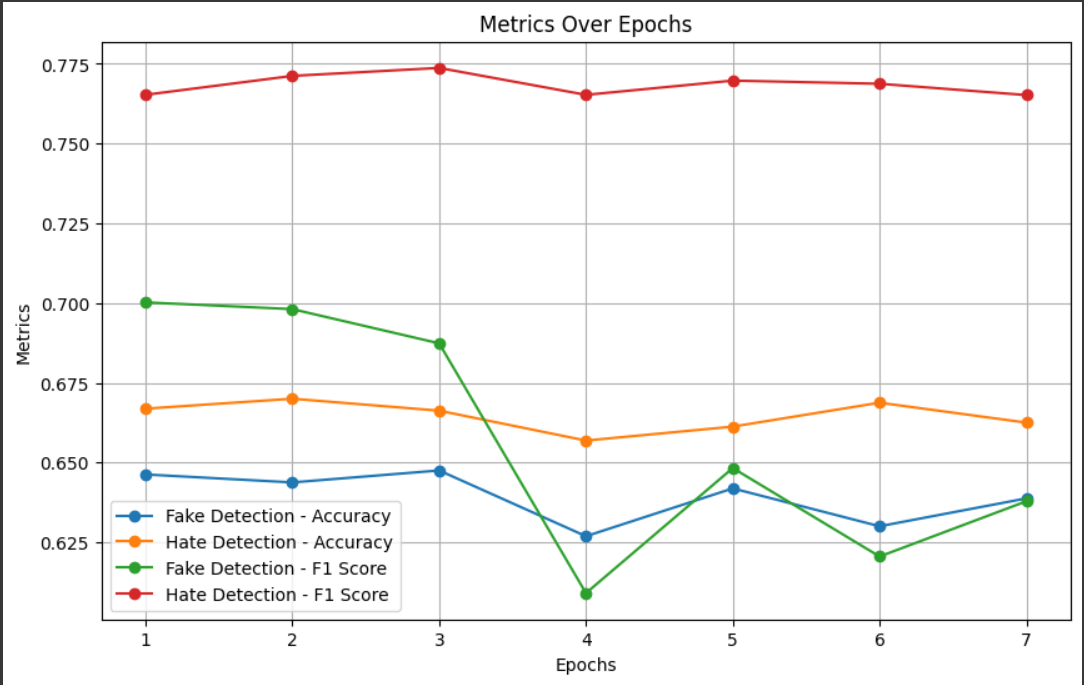 Metrics Over Epochs
Metrics
0.775
0.750
0.725
0.700
0.675
0.650
0.625
Fake Detection - Accuracy
Hate Detection - Accuracy
Fake Detection - F1 Score
Hate Detection - F1 Score
1 2 3 4 5 6 7
Epochs